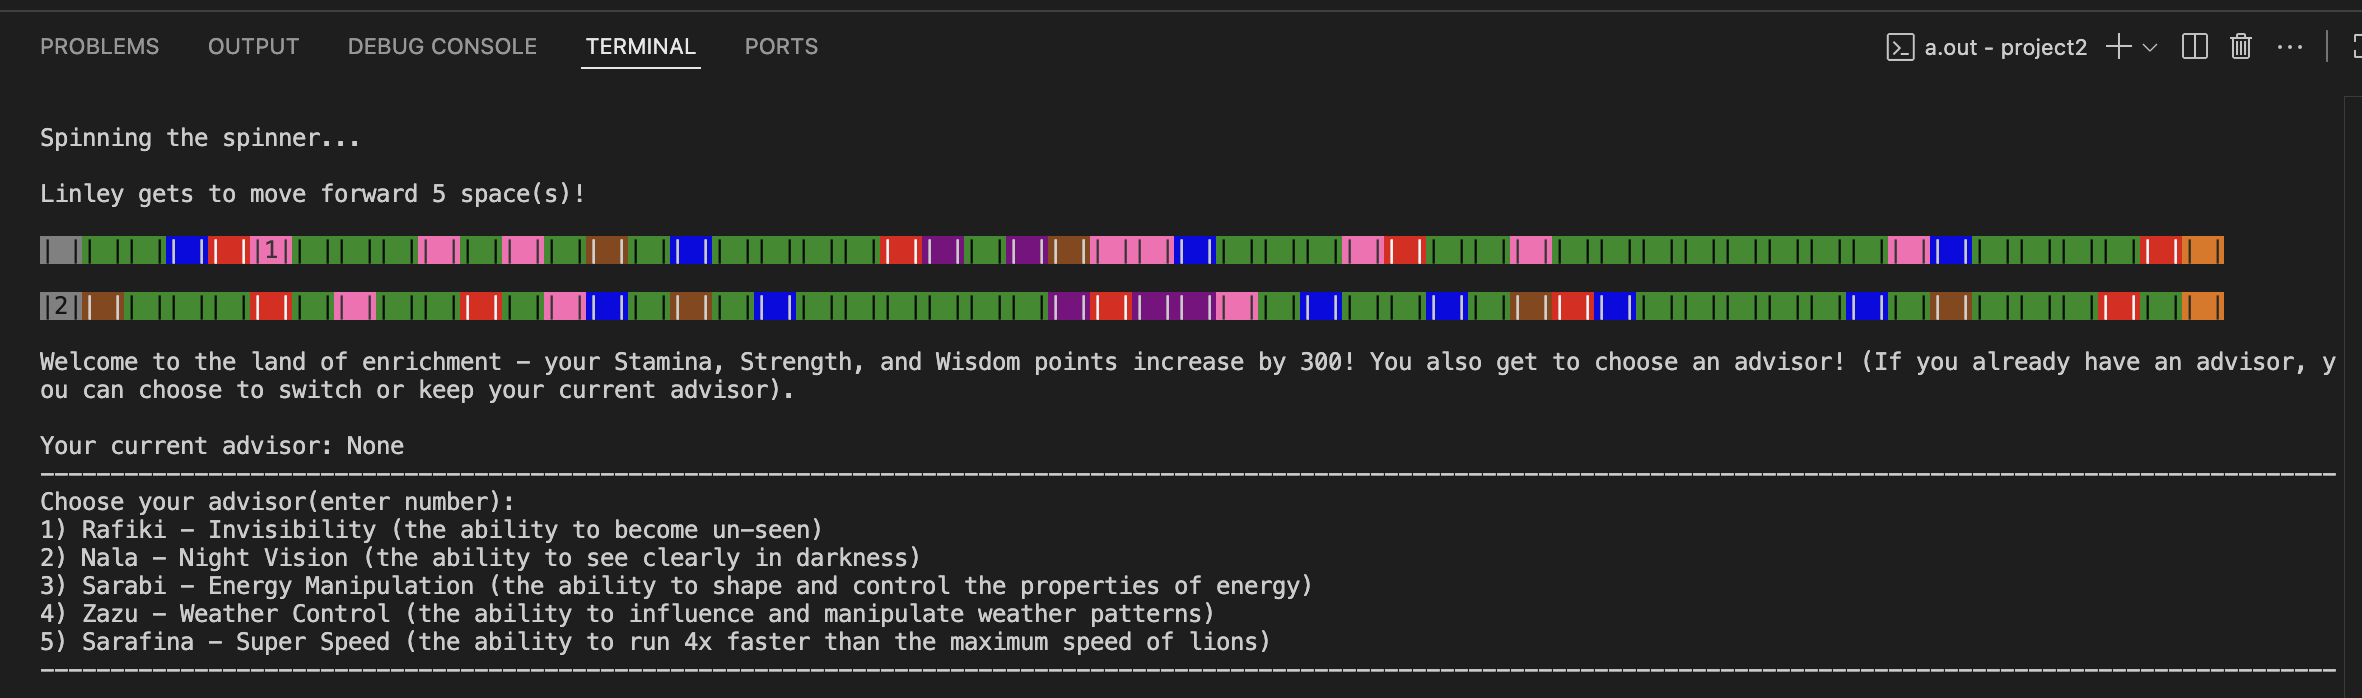 PROBLEMS OUTPUT DEBUG CONSOLE TERMINAL PORTS a.out - project2
Spinning the spinner...
Linley gets to move forward 5 space(s)!
1
2
Welcome to the land of enrichment – your Stamina, Strength, and Wisdom points increase by 300! You also get to choose an advisor! (If you already have an advisor, y
ou can choose to switch or keep your current advisor).
Your current advisor: None
Choose your advisor(enter number):
1) Rafiki – Invisibility (the ability to become un-seen)
2) Nala – Night Vision (the ability to see clearly in darkness)
3) Sarabi – Energy Manipulation (the ability to shape and control the properties of energy)
4) Zazu – Weather Control (the ability to influence and manipulate weather patterns)
5) Sarafina – Super Speed (the ability to run 4x faster than the maximum speed of lions)